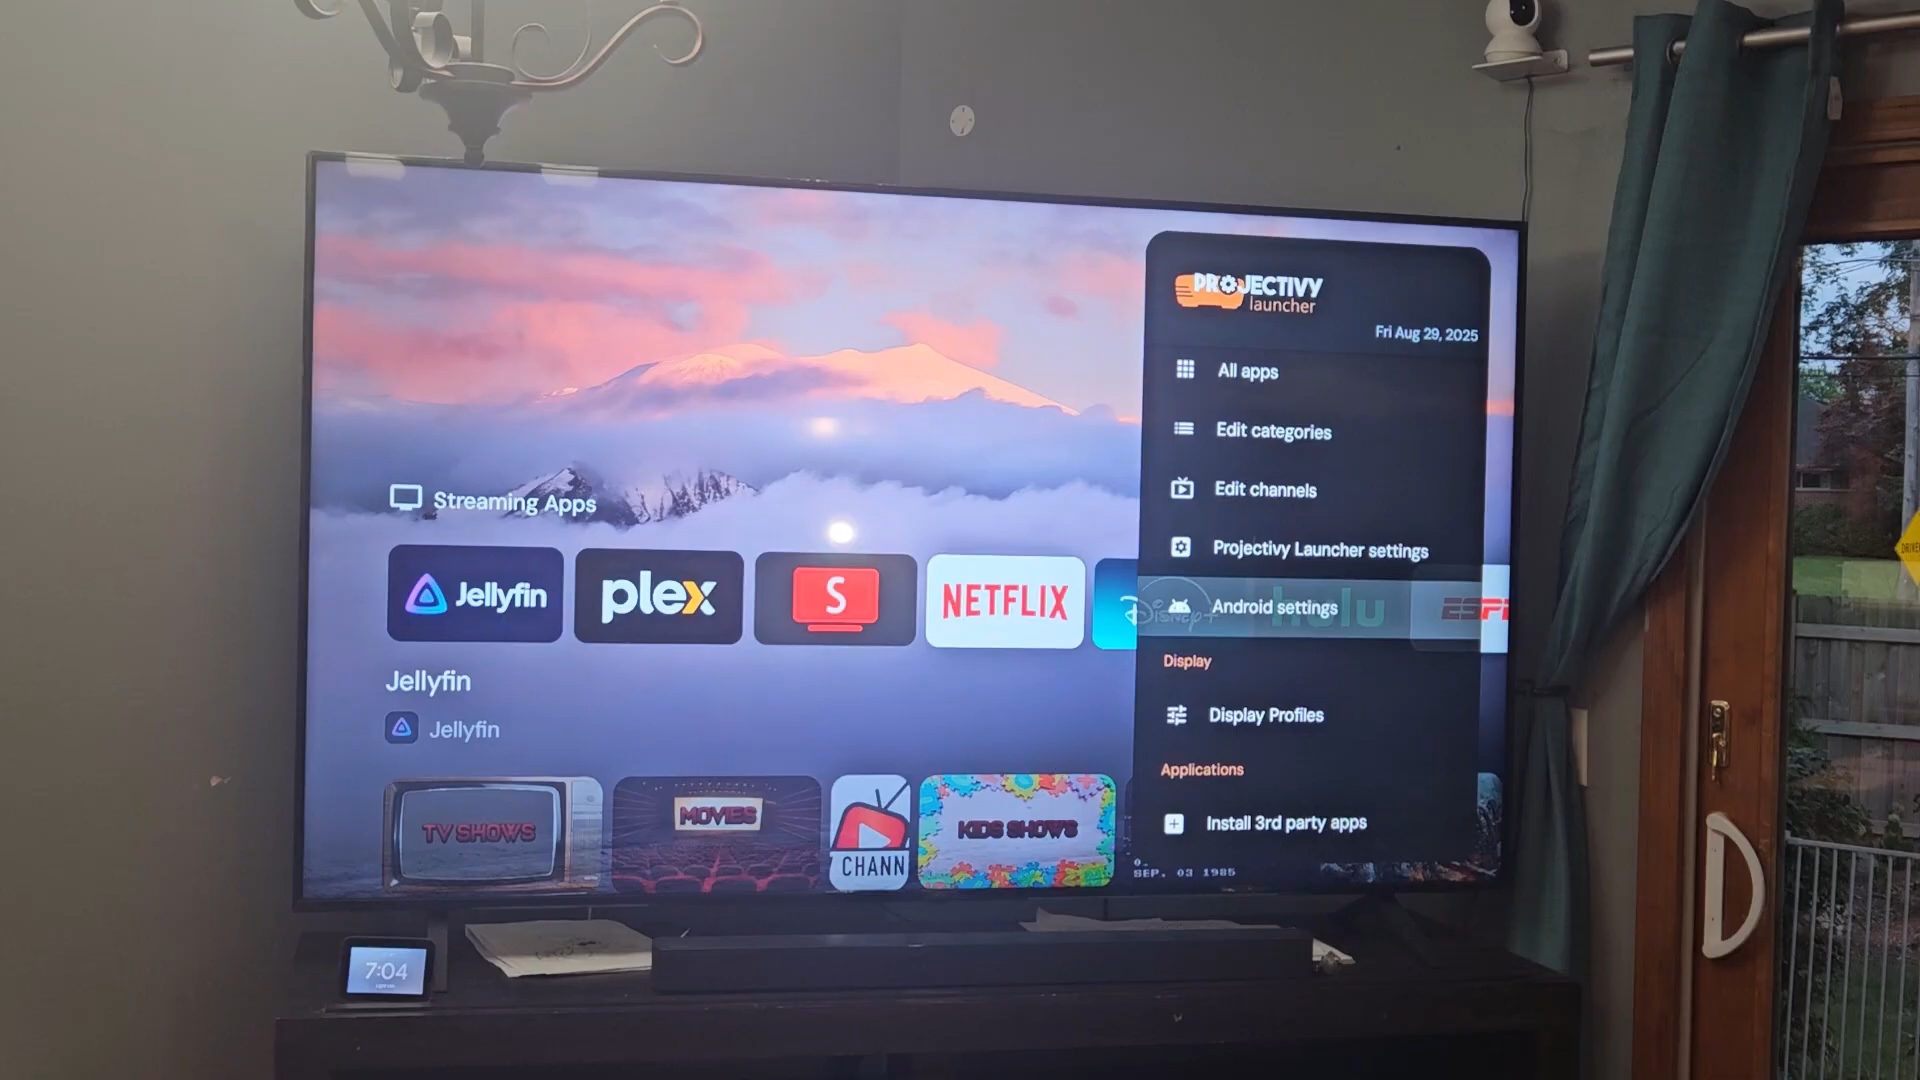 PROJECTIVY
launcher
Fri Aug 29, 2025
All apps
Edit categories
Edit channels
Projectivy Launcher settings
Android settings
Display
Display Profiles
Applications
Install 3rd party apps
Streaming Apps
Jellyfin
plex
S
NETFLIX
Disney+
hulu
ESP
Jellyfin
Jellyfin
TV SHOWS
MOVIES
CHANN
KIDS SHOWS
SEP. 03 1985
7:04